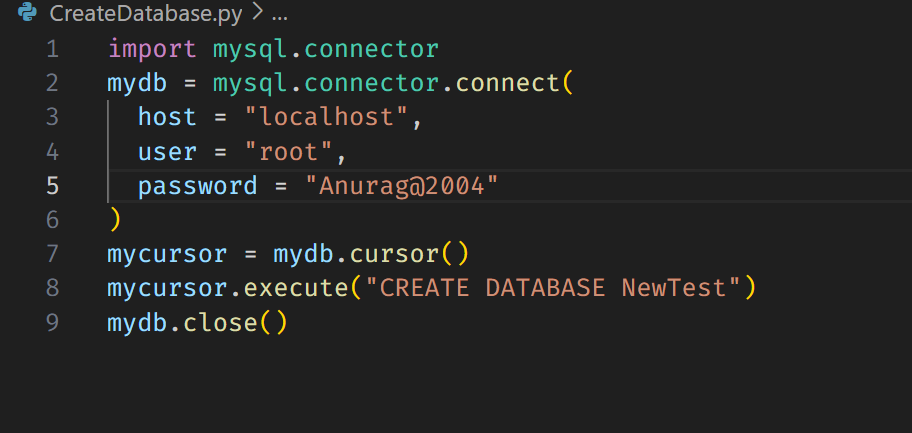 CreateDatabase.py > ...
1 import mysql.connector
2 mydb = mysql.connector.connect(
3   host = "localhost",
4   user = "root",
5   password = "Anurag@2004"
6 )
7 mycursor = mydb.cursor()
8 mycursor.execute("CREATE DATABASE NewTest")
9 mydb.close()